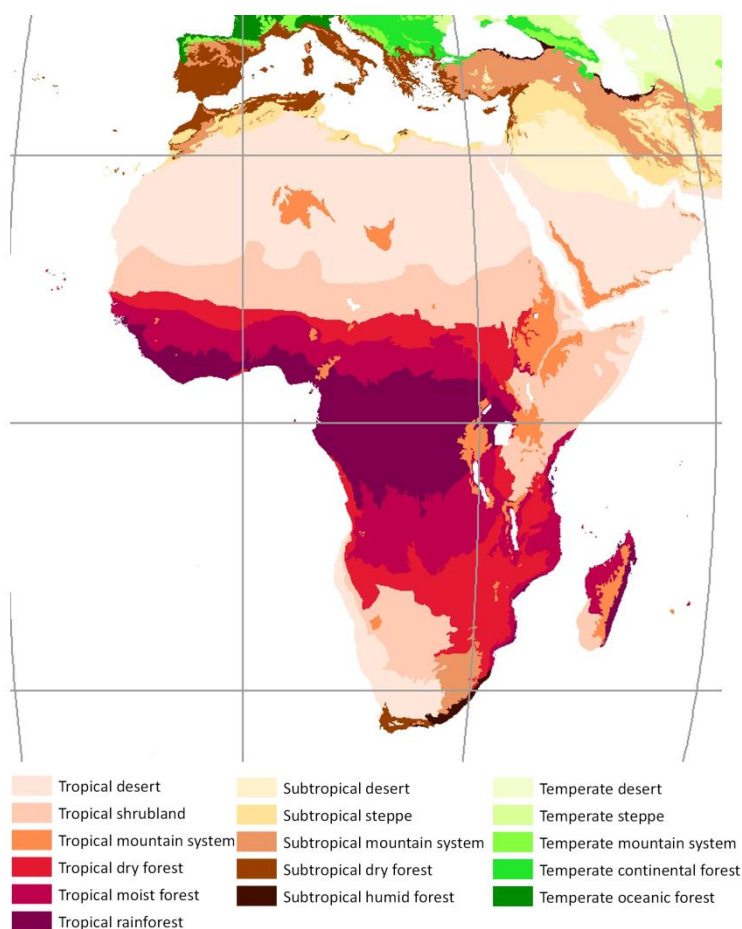 Tropical desert
Tropical shrubland
Tropical mountain system
Tropical dry forest
Tropical moist forest
Tropical rainforest
Subtropical desert
Subtropical steppe
Subtropical mountain system
Subtropical dry forest
Subtropical humid forest
Temperate desert
Temperate steppe
Temperate mountain system
Temperate continental forest
Temperate oceanic forest